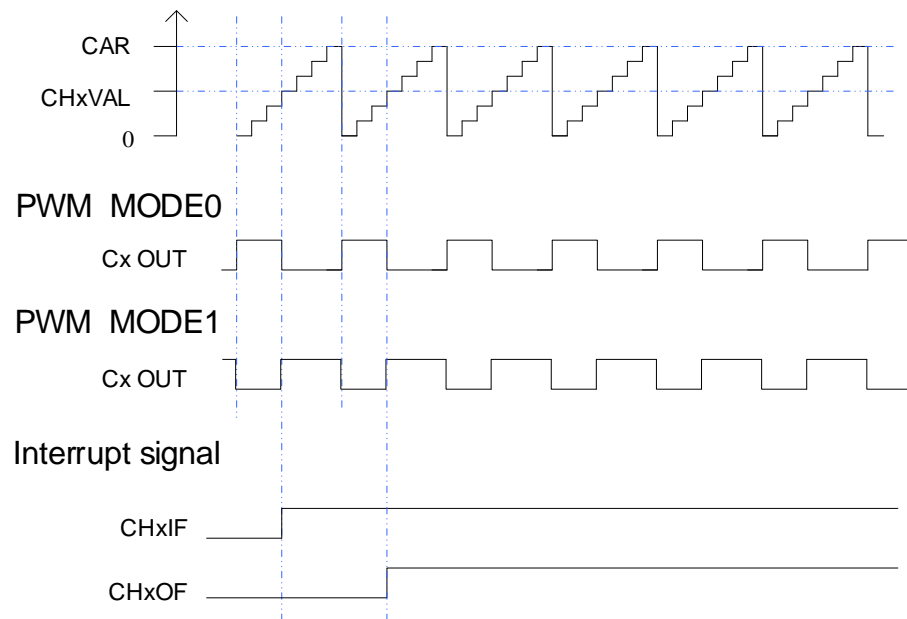 CAR
CHxVAL
0
PWM MODE0
Cx OUT
PWM MODE1
Cx OUT
Interrupt signal
CHxIF
CHxOF